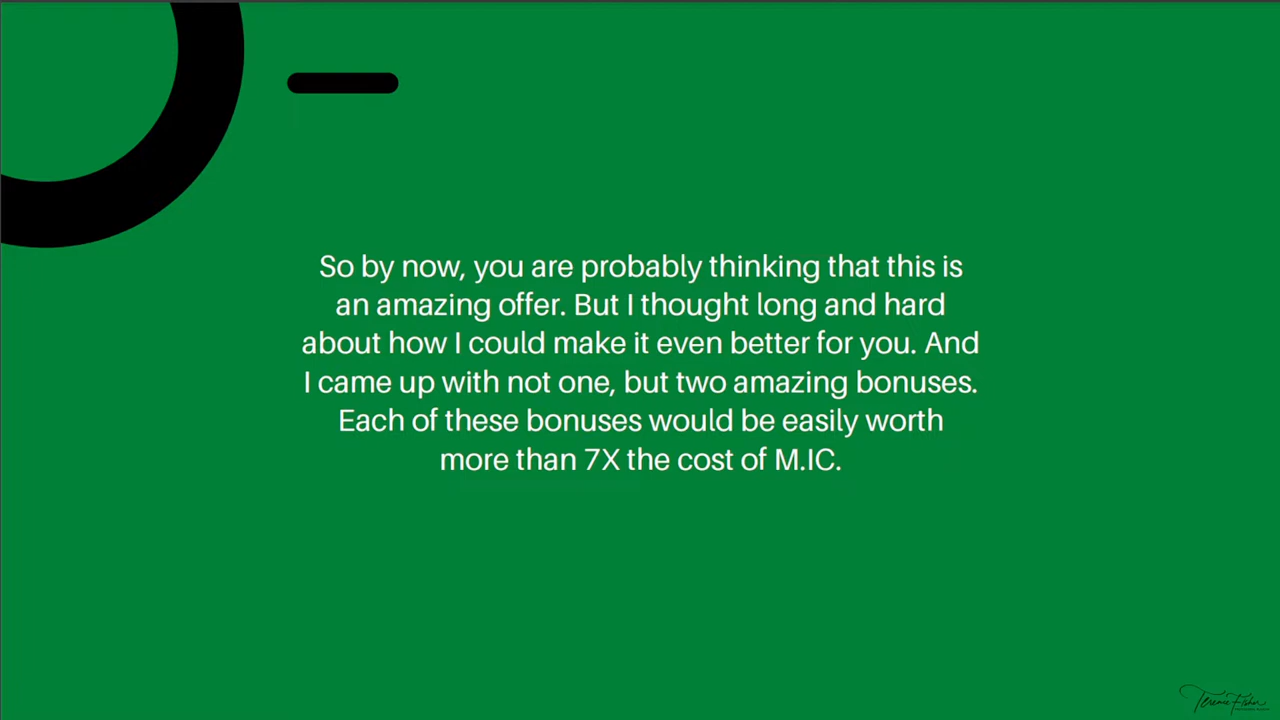 So by now, you are probably thinking that this is
an amazing offer. But I thought long and hard
about how I could make it even better for you. And
I came up with not one, but two amazing bonuses.
Each of these bonuses would be easily worth
more than 7X the cost of M.IC.
Terence Fisher